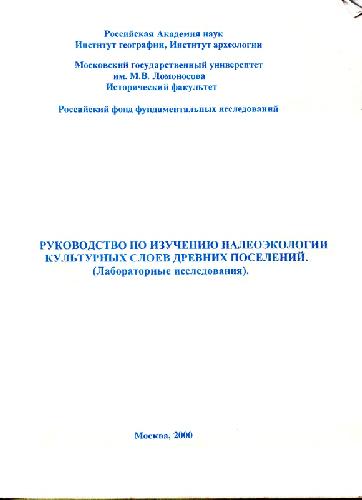 Российская Академия наук
Институт географии, Институт археологии
Московский государственный университет
им. М.В. Ломоносова
Исторический факультет
Российский фонд фундаментальных исследований
РУКОВОДСТВО ПО ИЗУЧЕНИЮ ПАЛЕОЭКОЛОГИИ
КУЛЬТУРНЫХ СЛОЕВ ДРЕВНИХ ПОСЕЛЕНИЙ.
(Лабораторные исследования).
Москва, 2000